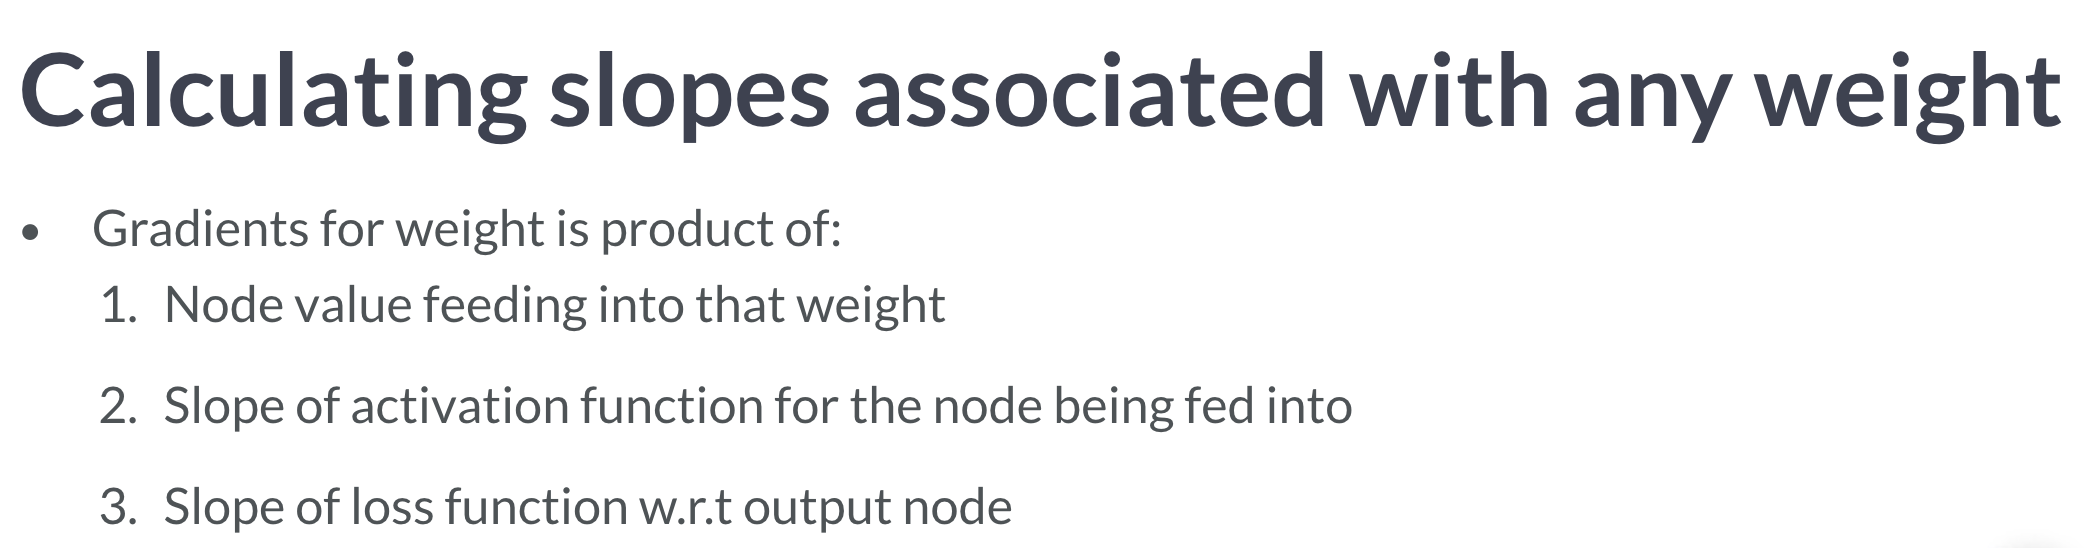 Calculating slopes associated with any weight
• Gradients for weight is product of:
1. Node value feeding into that weight
2. Slope of activation function for the node being fed into
3. Slope of loss function w.r.t output node